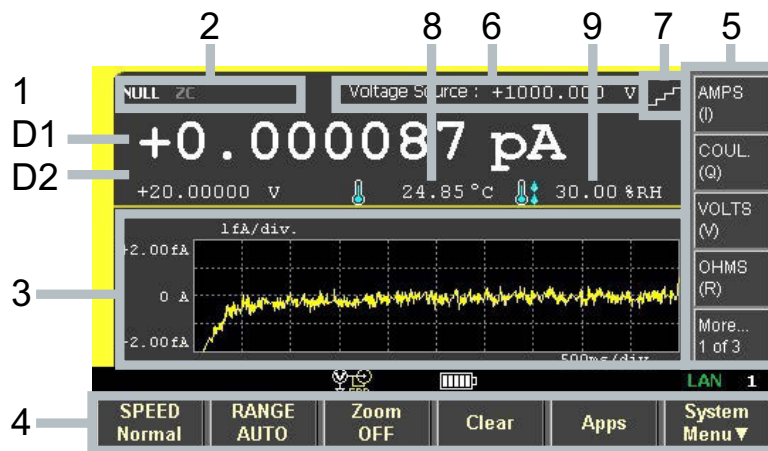 2 8 6 9 7 5
1
NULL ZC
Voltage Source : +1000.000 V
AMPS
(I)
D1
+0.000087 pA
COUL.
(Q)
D2
+20.00000 V 24.85°C 30.00%RH
VOLTS
(V)
1fA/div.
+2.00fA
OHMS
(R)
3
0 A
-2.00fA
More...
1 of 3
500ms/div
LAN 1
4
SPEED
Normal
RANGE
AUTO
Zoom
OFF
Clear
Apps
System
Menu▼